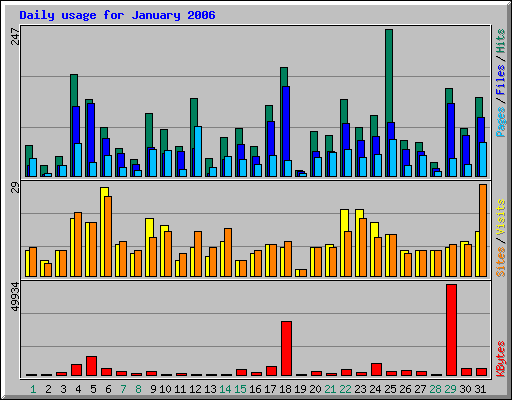 Daily usage for January 2006
247
Pages / Files / Hits
29
Sites / Visits
49934
KBytes
1 2 3 4 5 6 7 8 9 10 11 12 13 14 15 16 17 18 19 20 21 22 23 24 25 26 27 28 29 30 31